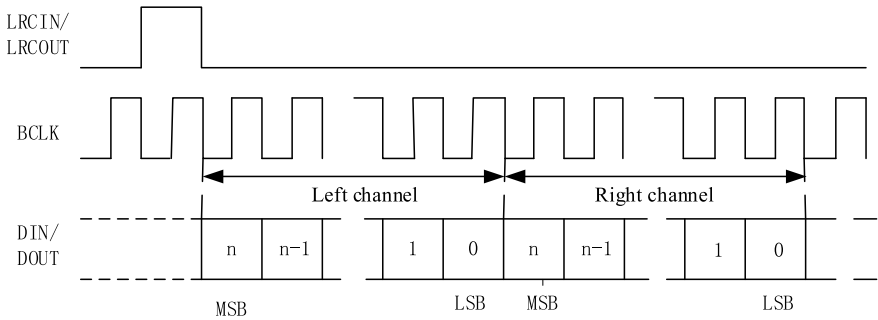 LRCIN/
LRCOUT
BCLK
Left channel
Right channel
DIN/
DOUT
n n-1 1 0 n n-1 1 0
MSB LSB MSB LSB